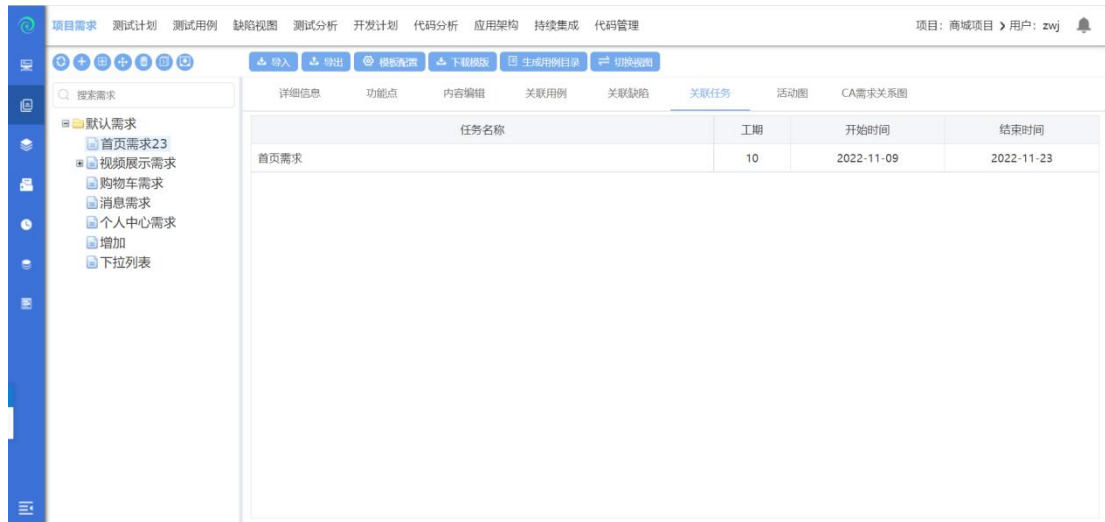 项目需求 测试计划 测试用例 缺陷视图 测试分析 开发计划 代码分析 应用架构 持续集成 代码管理 项目：商城项目 > 用户：zwj
导入 导出 模板配置 下载模版 生成用例目录 切换视图
搜索需求
详细信息 功能点 内容编辑 关联用例 关联缺陷 关联任务 活动图 CA需求关系图
默认需求
首页需求23
视频展示需求
购物车需求
消息需求
个人中心需求
增加
下拉列表
任务名称 工期 开始时间 结束时间
首页需求 10 2022-11-09 2022-11-23